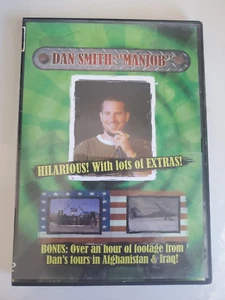 DAN SMITH: "MANJOB"
HILARIOUS! With lots of EXTRAS!
BONUS: Over an hour of footage from
Dan's tours in Afghanistan & Iraq!